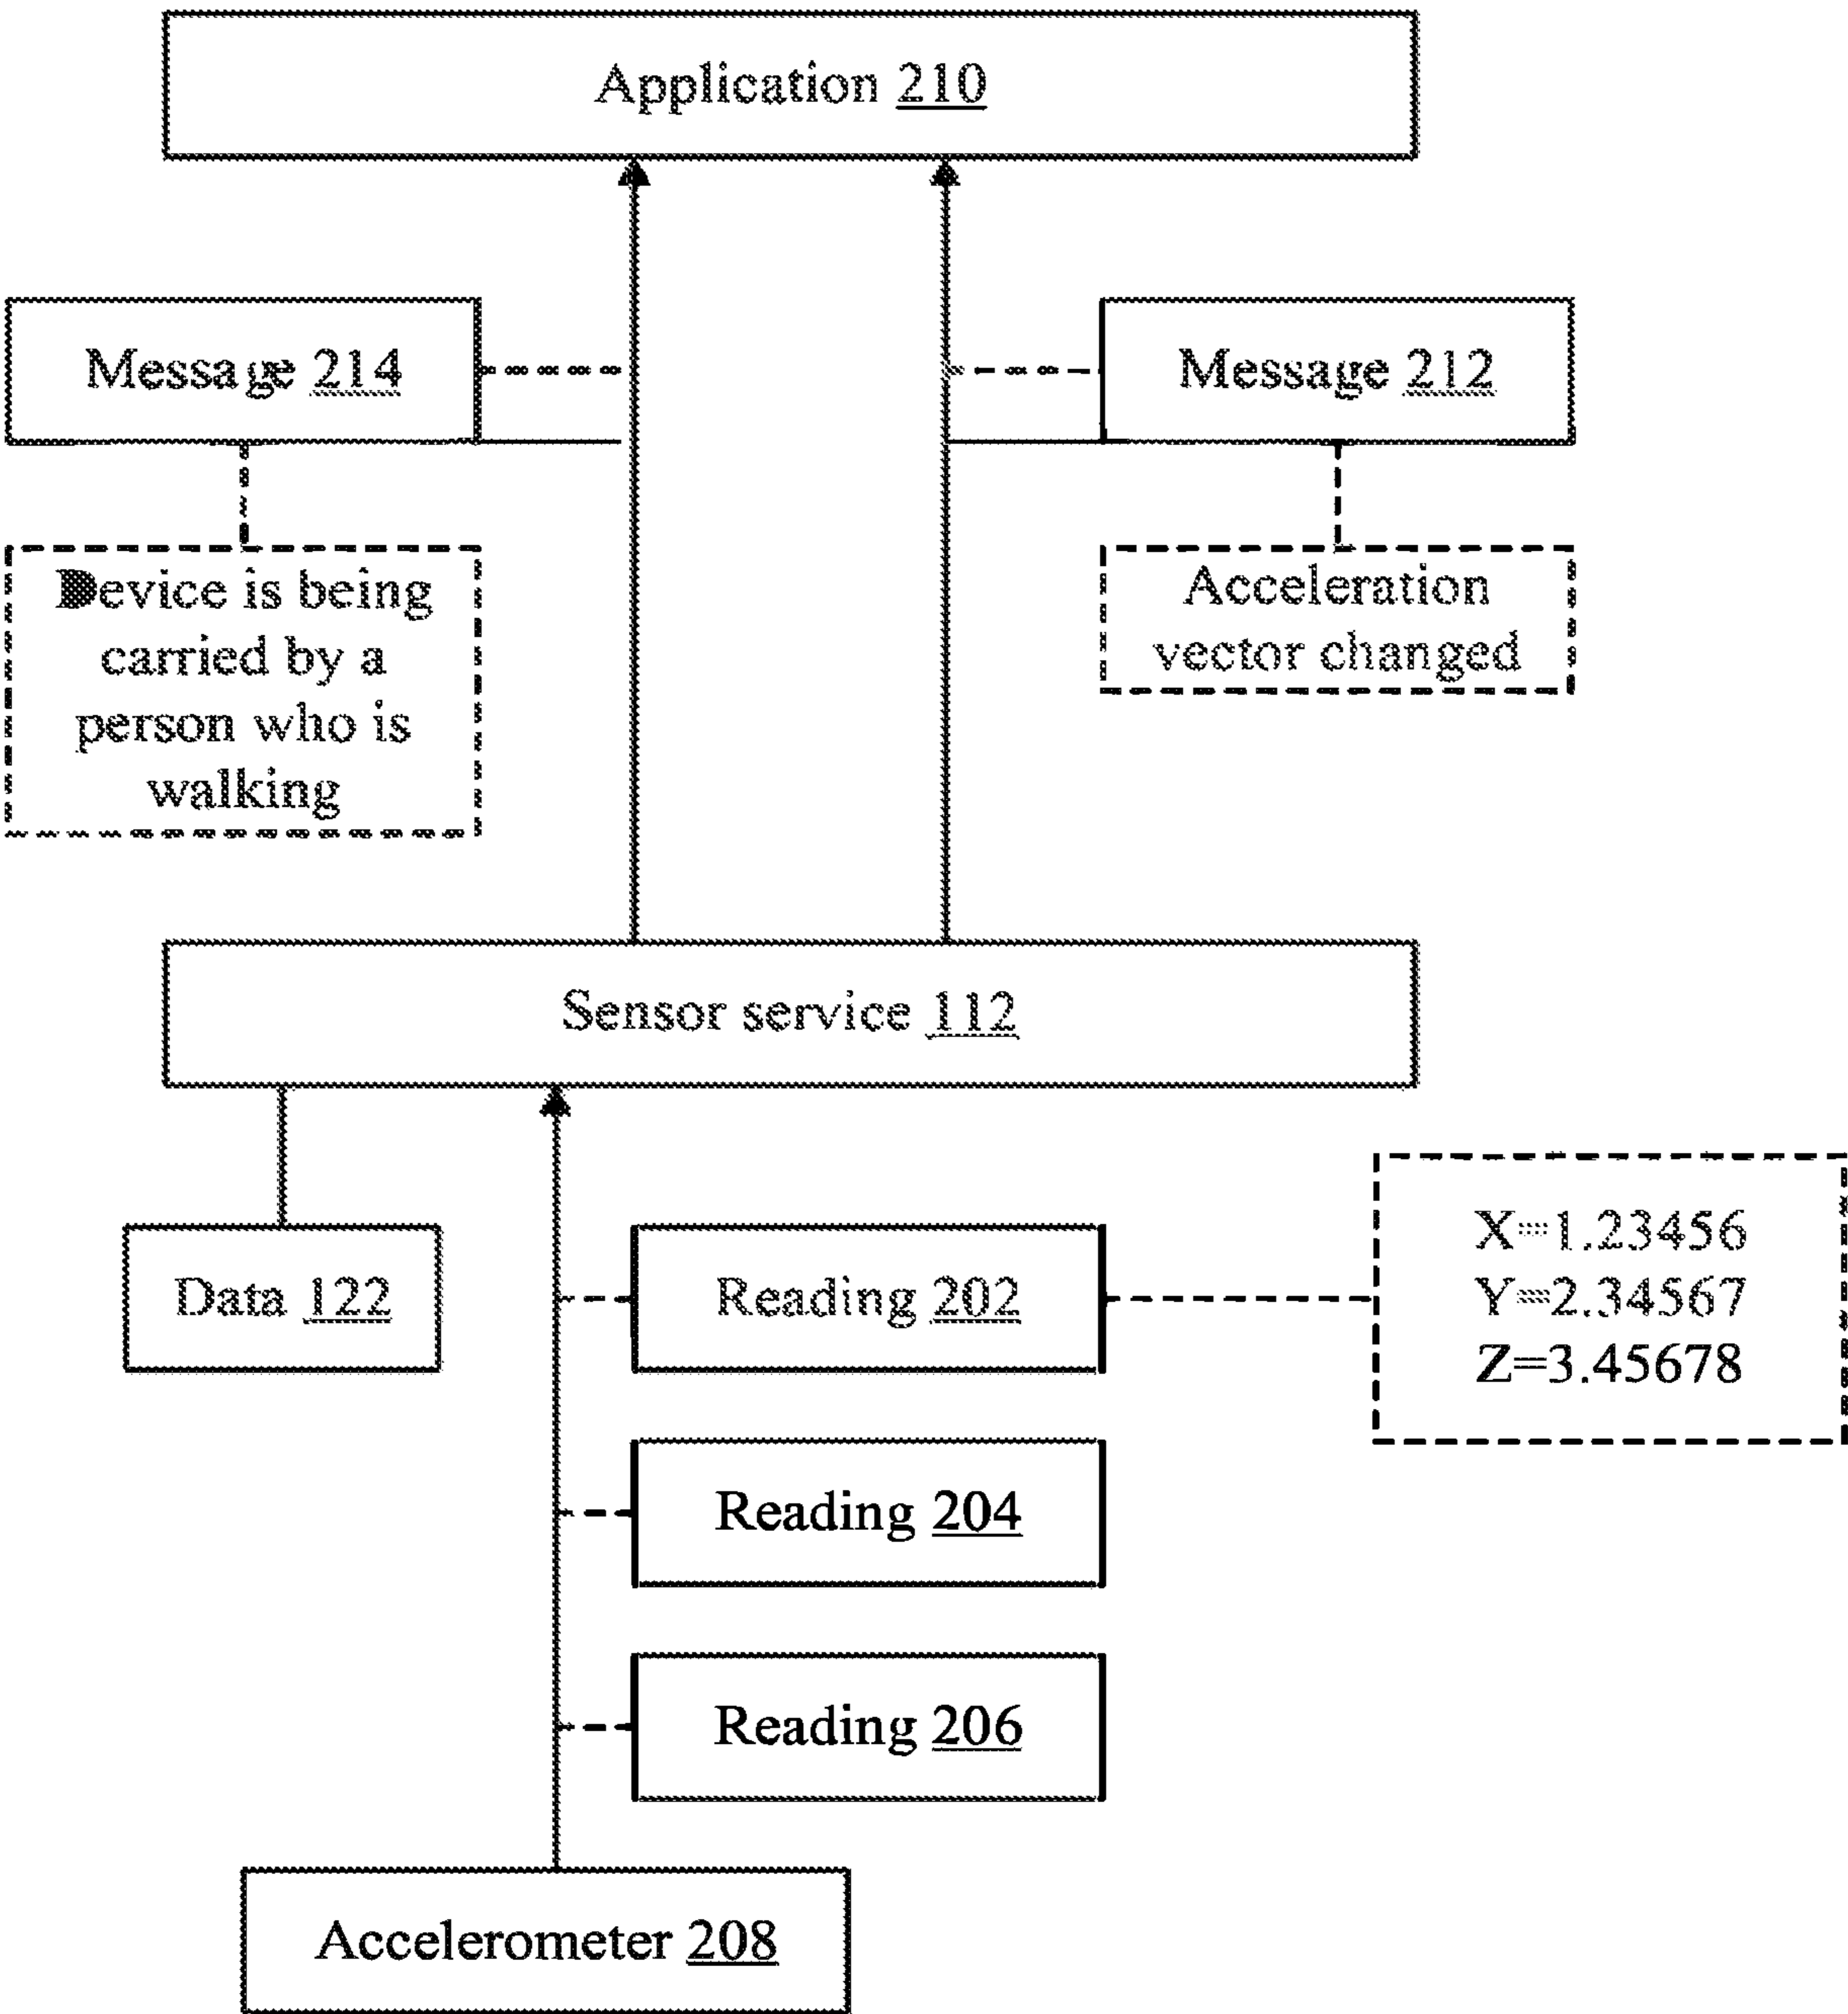 Application 210
Message 214
Message 212
Device is being
carried by a
person who is
walking
Acceleration
vector changed
Sensor service 112
Data 122
Reading 202
X=1.23456
Y=2.34567
Z=3.45678
Reading 204
Reading 206
Accelerometer 208